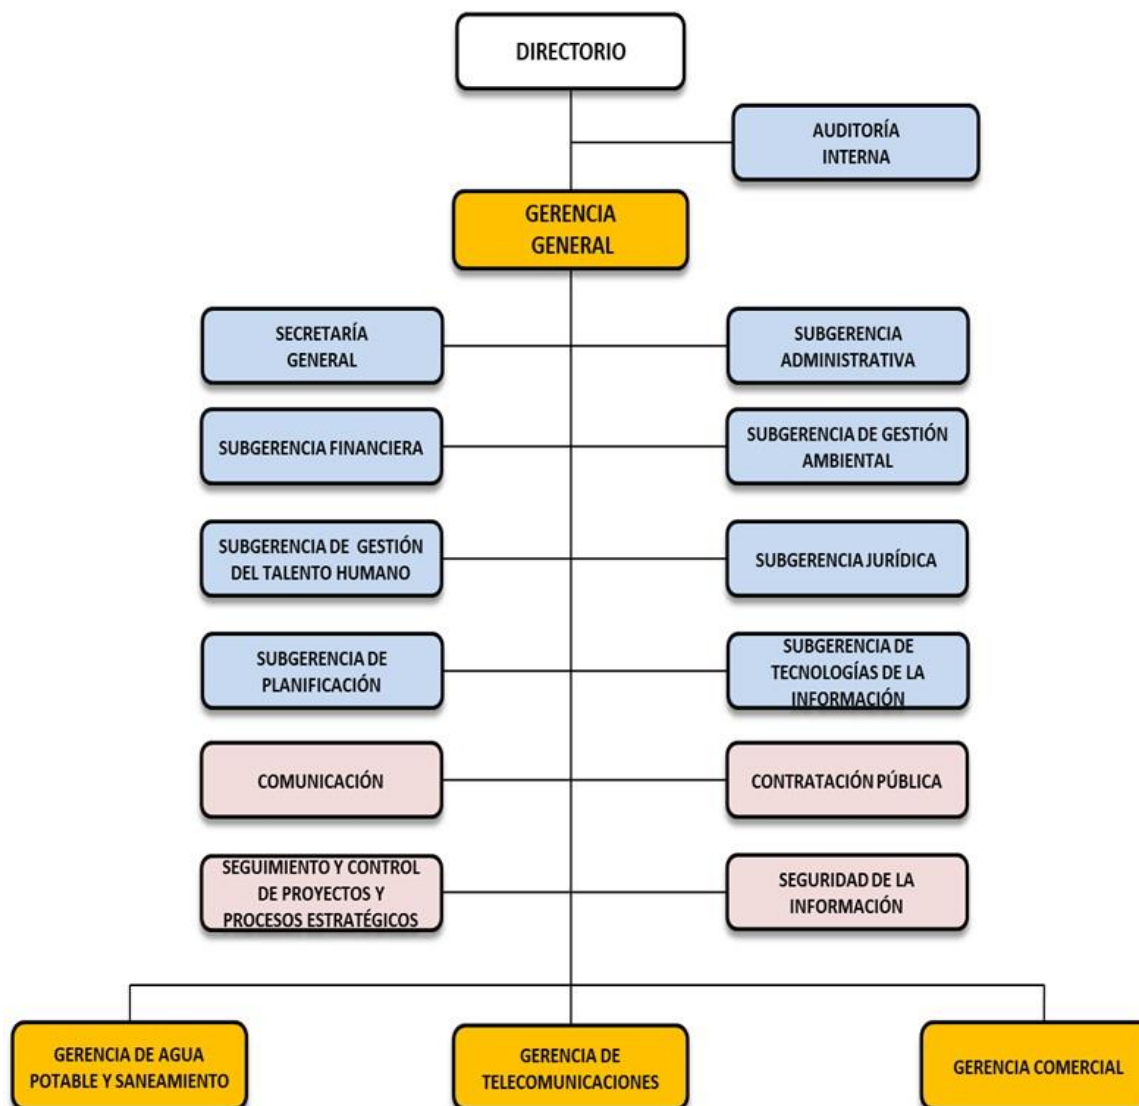 DIRECTORIO
AUDITORÍA
INTERNA
GERENCIA
GENERAL
SECRETARÍA
GENERAL
SUBGERENCIA
ADMINISTRATIVA
SUBGERENCIA FINANCIERA
SUBGERENCIA DE GESTIÓN
AMBIENTAL
SUBGERENCIA DE GESTIÓN
DEL TALENTO HUMANO
SUBGERENCIA JURÍDICA
SUBGERENCIA DE
PLANIFICACIÓN
SUBGERENCIA DE
TECNOLOGÍAS DE LA
INFORMACIÓN
COMUNICACIÓN
CONTRATACIÓN PÚBLICA
SEGUIMIENTO Y CONTROL
DE PROYECTOS Y
PROCESOS ESTRATÉGICOS
SEGURIDAD DE LA
INFORMACIÓN
GERENCIA DE AGUA
POTABLE Y SANEAMIENTO
GERENCIA DE
TELECOMUNICACIONES
GERENCIA COMERCIAL